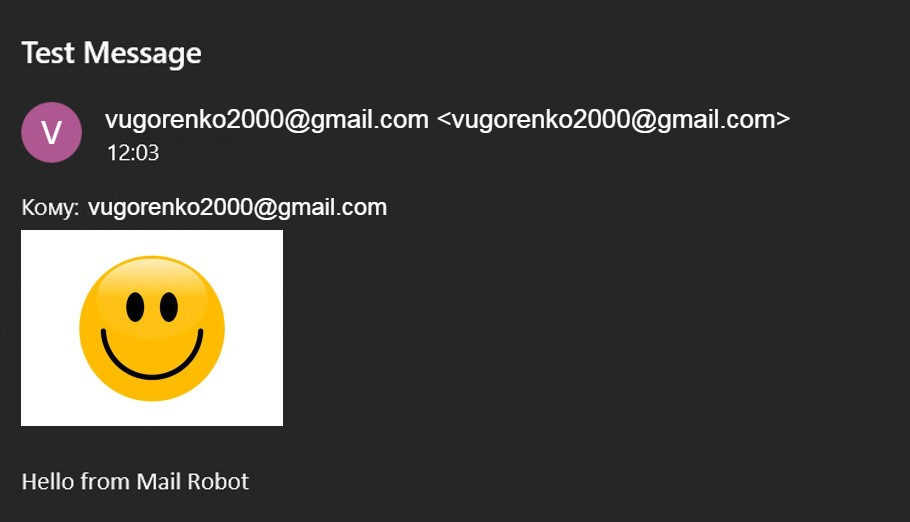 Test Message
V
vugorenko2000@gmail.com <vugorenko2000@gmail.com>
12:03
Кому: vugorenko2000@gmail.com
Hello from Mail Robot